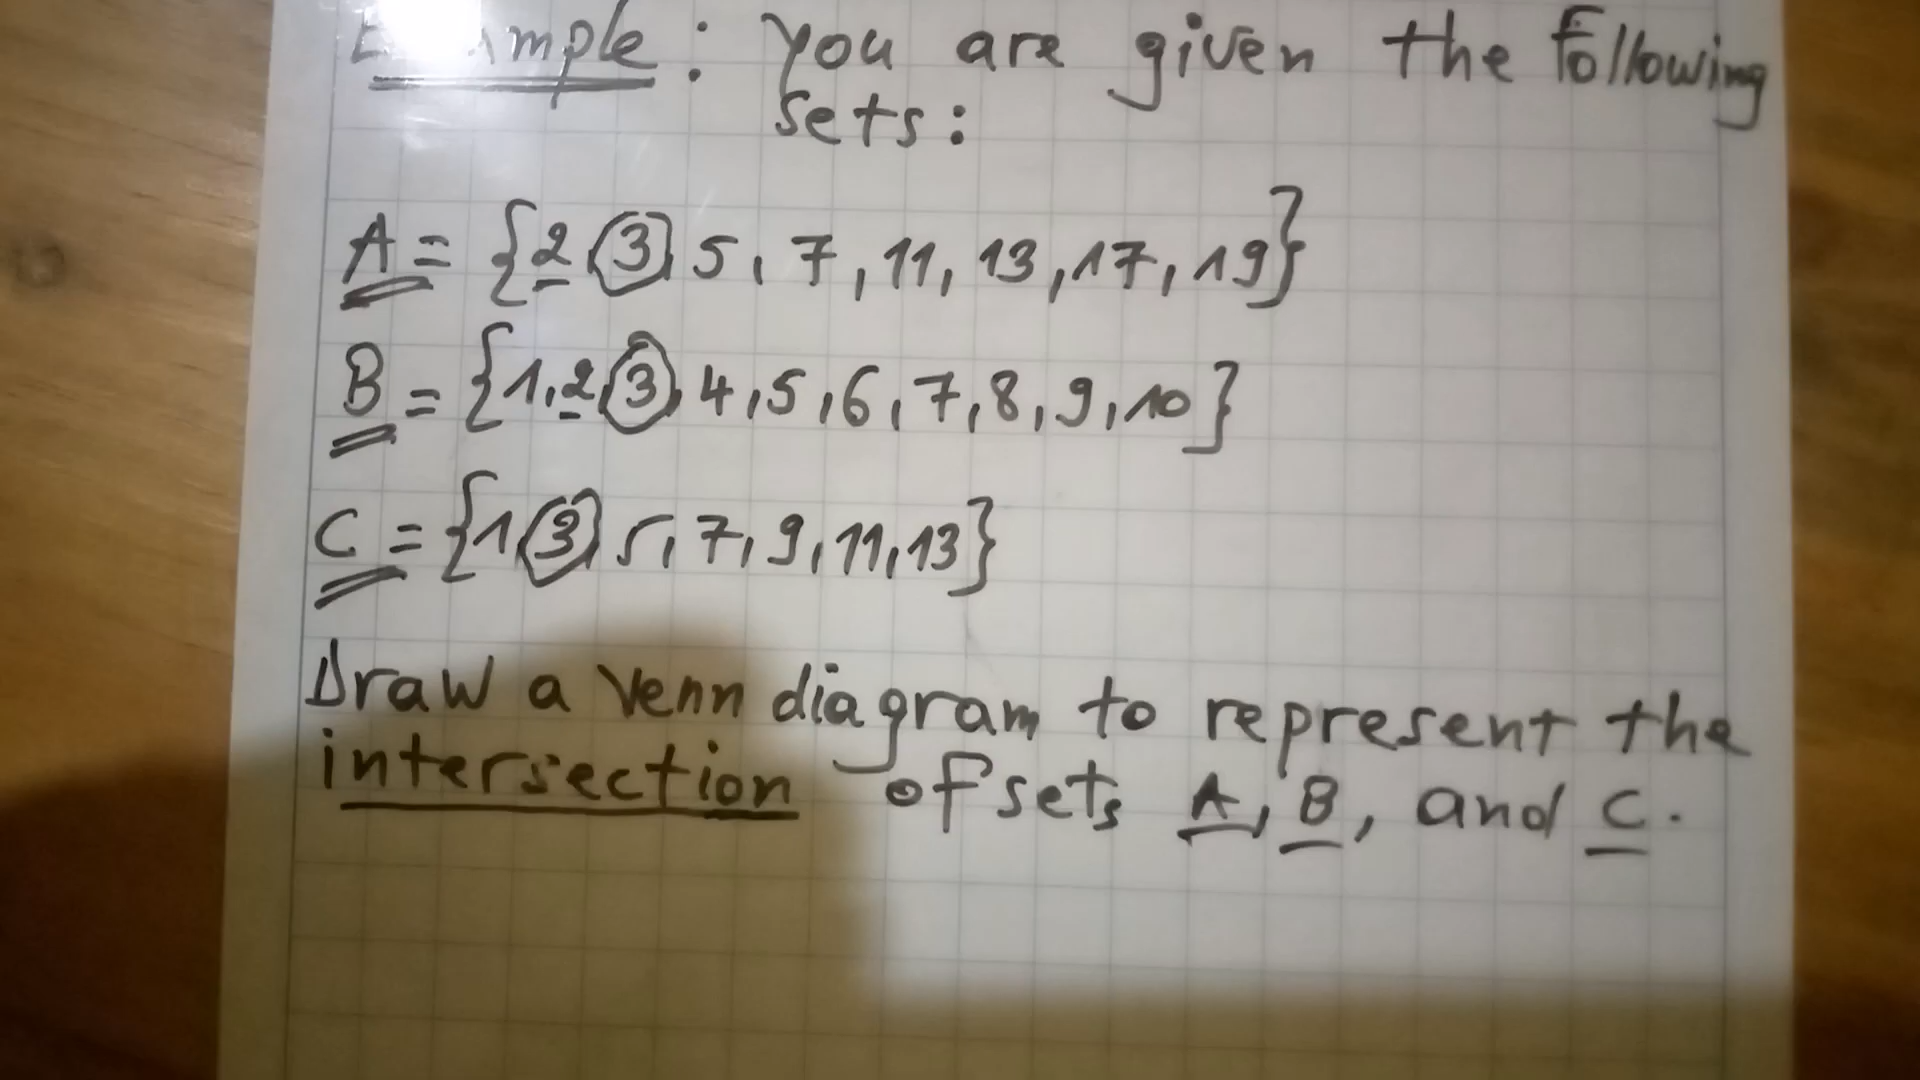 Example: You are given the following
sets:
A = {2 3, 5, 7, 11, 13, 17, 19}
B = {1, 2, 3, 4, 5, 6, 7, 8, 9, 10}
C = {1 3 5, 7, 9, 11, 13}
Draw a Venn diagram to represent the
intersection of sets A, B, and C.